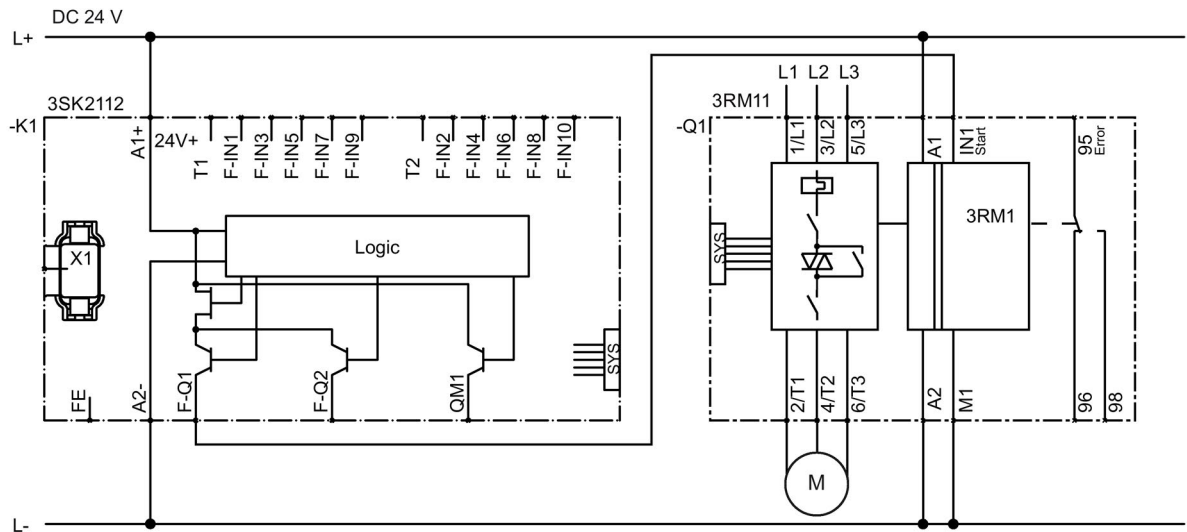 DC 24 V
L+
3SK2112
-K1
A1+
24V+
T1
F-IN1
F-IN3
F-IN5
F-IN7
F-IN9
T2
F-IN2
F-IN4
F-IN6
F-IN8
F-IN10
X1
Logic
SYS
FE
A2-
F-Q1
F-Q2
QM1
L1 L2 L3
3RM11
-Q1
1/L1
3/L2
5/L3
A1
IN1
Start
95
Error
3RM1
SYS
2/T1
4/T2
6/T3
A2
M1
96
98
M
L-